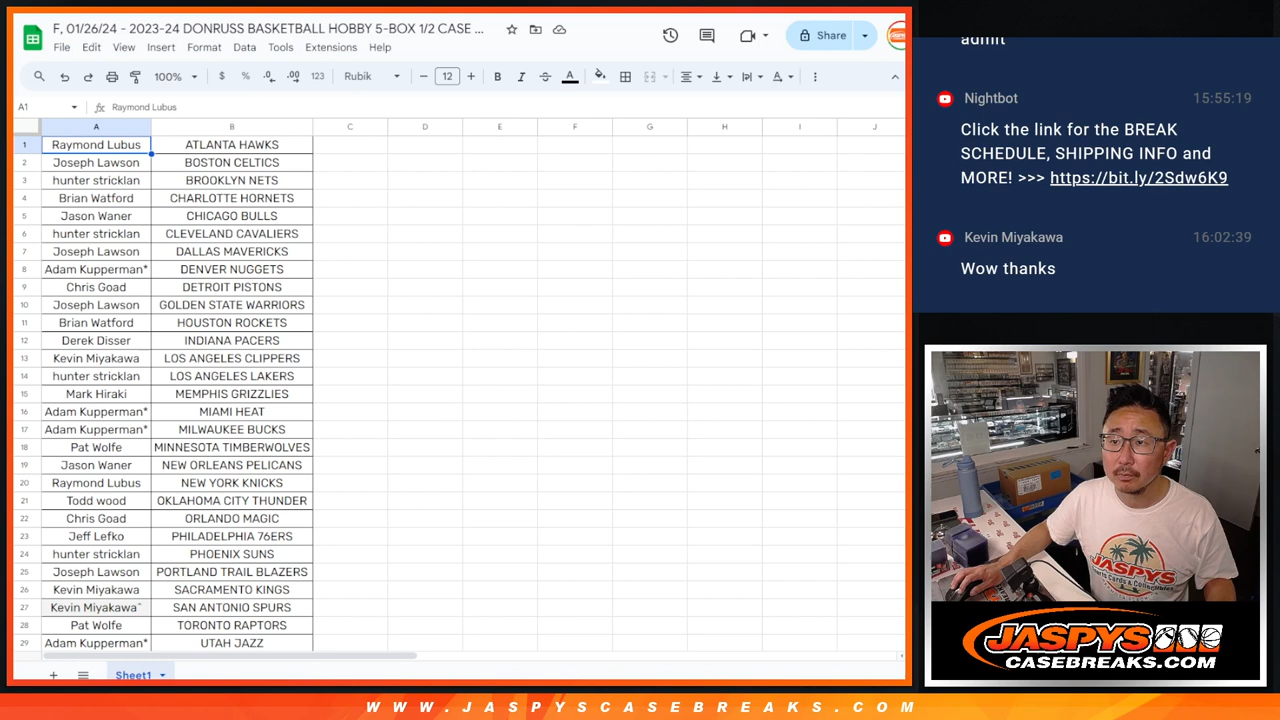 F, 01/26/24 - 2023-24 DONRUSS BASKETBALL HOBBY 5-BOX 1/2 CASE ...
File Edit View Insert Format Data Tools Extensions Help
Share
100% $ % .0 .00 123 Rubik 12 B I A
A1 fx Raymond Lubus
A B C D E F G H I J
1 Raymond Lubus ATLANTA HAWKS
2 Joseph Lawson BOSTON CELTICS
3 hunter stricklan BROOKLYN NETS
4 Brian Watford CHARLOTTE HORNETS
5 Jason Waner CHICAGO BULLS
6 hunter stricklan CLEVELAND CAVALIERS
7 Joseph Lawson DALLAS MAVERICKS
8 Adam Kupperman* DENVER NUGGETS
9 Chris Goad DETROIT PISTONS
10 Joseph Lawson GOLDEN STATE WARRIORS
11 Brian Watford HOUSTON ROCKETS
12 Derek Disser INDIANA PACERS
13 Kevin Miyakawa LOS ANGELES CLIPPERS
14 hunter stricklan LOS ANGELES LAKERS
15 Mark Hiraki MEMPHIS GRIZZLIES
16 Adam Kupperman* MIAMI HEAT
17 Adam Kupperman* MILWAUKEE BUCKS
18 Pat Wolfe MINNESOTA TIMBERWOLVES
19 Jason Waner NEW ORLEANS PELICANS
20 Raymond Lubus NEW YORK KNICKS
21 Todd wood OKLAHOMA CITY THUNDER
22 Chris Goad ORLANDO MAGIC
23 Jeff Lefko PHILADELPHIA 76ERS
24 hunter stricklan PHOENIX SUNS
25 Joseph Lawson PORTLAND TRAIL BLAZERS
26 Kevin Miyakawa SACRAMENTO KINGS
27 Kevin Miyakawa^ SAN ANTONIO SPURS
28 Pat Wolfe TORONTO RAPTORS
29 Adam Kupperman* UTAH JAZZ
Sheet1
admit
Nightbot 15:55:19
Click the link for the BREAK
SCHEDULE, SHIPPING INFO and
MORE! >>> https://bit.ly/2Sdw6K9
Kevin Miyakawa 16:02:39
Wow thanks
JASPYS
Sports Cards & Collectibles
JASPYS
CASEBREAKS.COM
WWW.JASPYSCASEBREAKS.COM